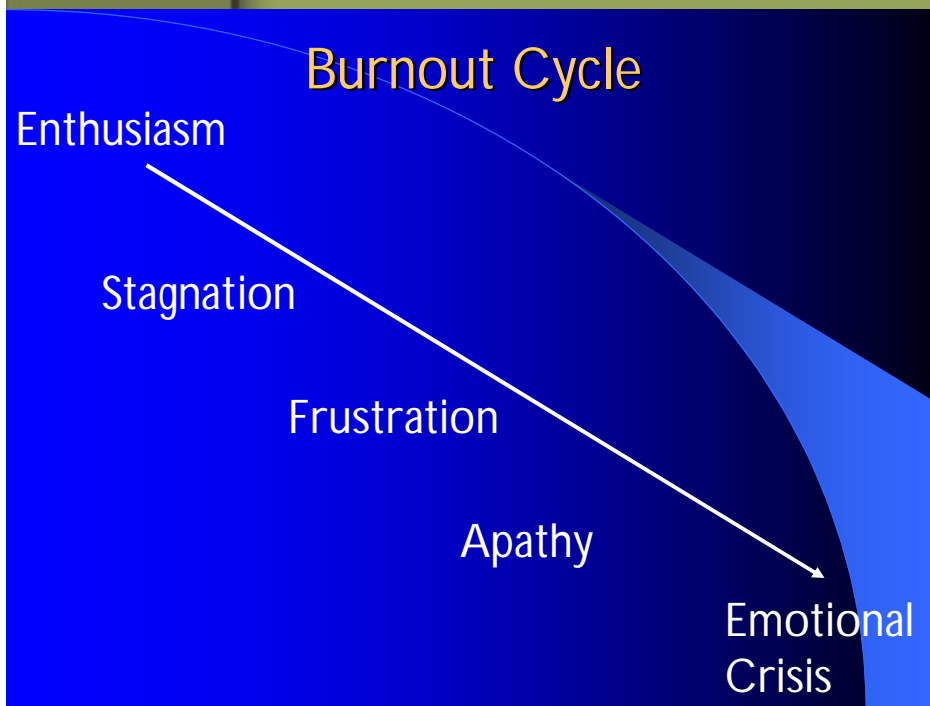 Burnout Cycle
Enthusiasm
Stagnation
Frustration
Apathy
Emotional
Crisis